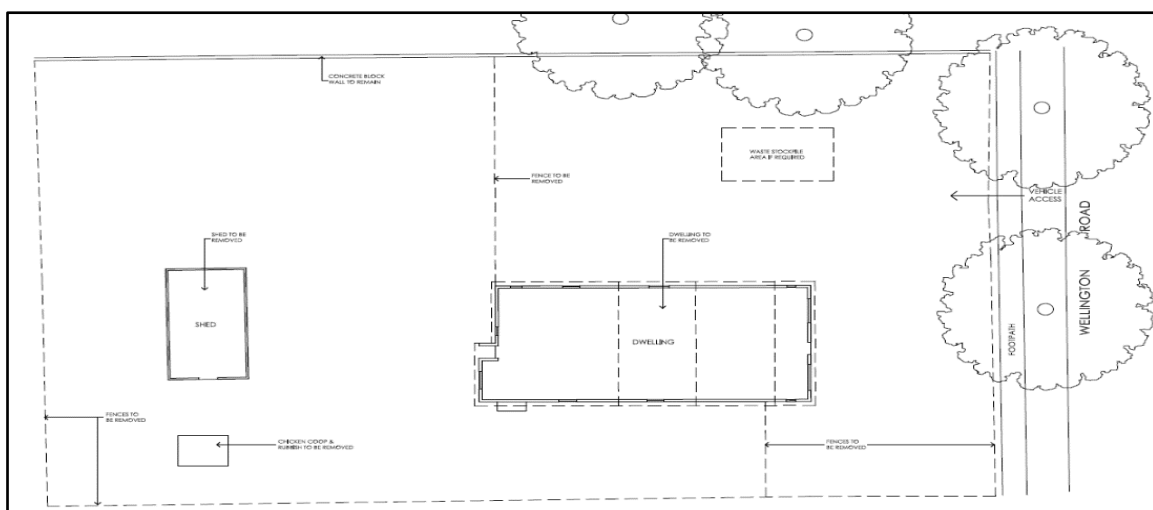 CONCRETE BLOCK
WALL TO REMAIN
WASTE STOCKPILE
AREA IF REQUIRED
FENCE TO BE
REMOVED
VEHICLE
ACCESS
SHED TO BE
REMOVED
DWELLING TO
BE REMOVED
SHED
DWELLING
FOOTPATH
WELLINGTON ROAD
FENCES TO
BE REMOVED
CHICKEN COOP &
RUBBISH TO BE REMOVED
FENCES TO
BE REMOVED